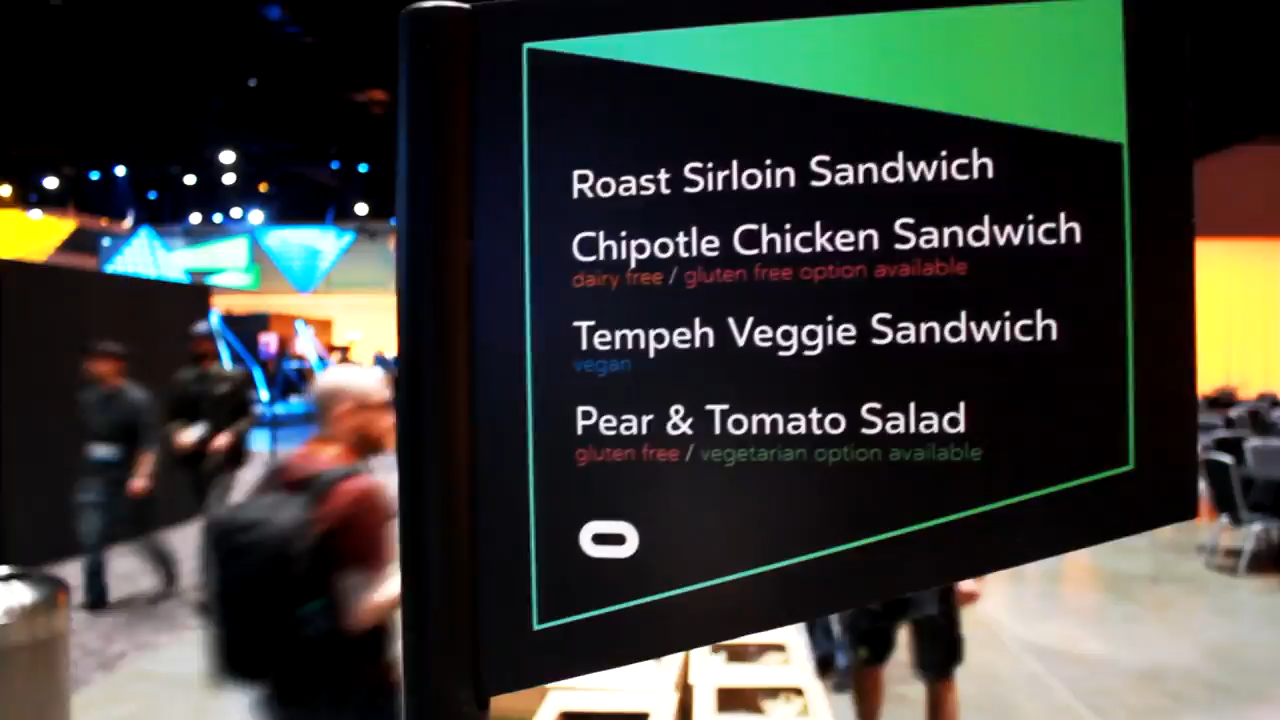 Roast Sirloin Sandwich
Chipotle Chicken Sandwich
dairy free / gluten free option available
Tempeh Veggie Sandwich
vegan
Pear & Tomato Salad
gluten free / vegetarian option available